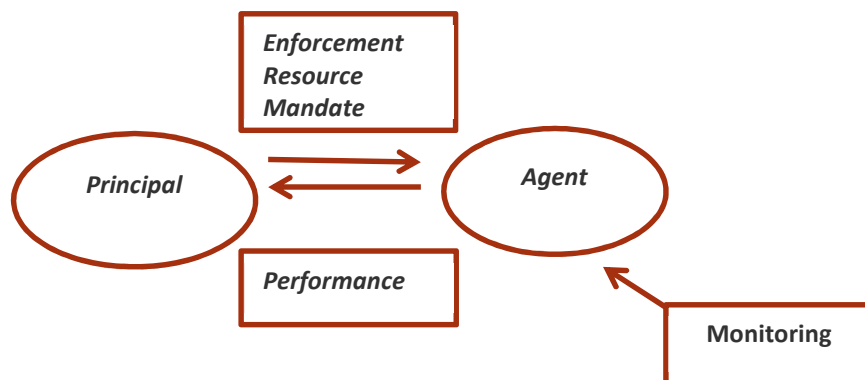 Enforcement
Resource
Mandate
Principal
Agent
Performance
Monitoring